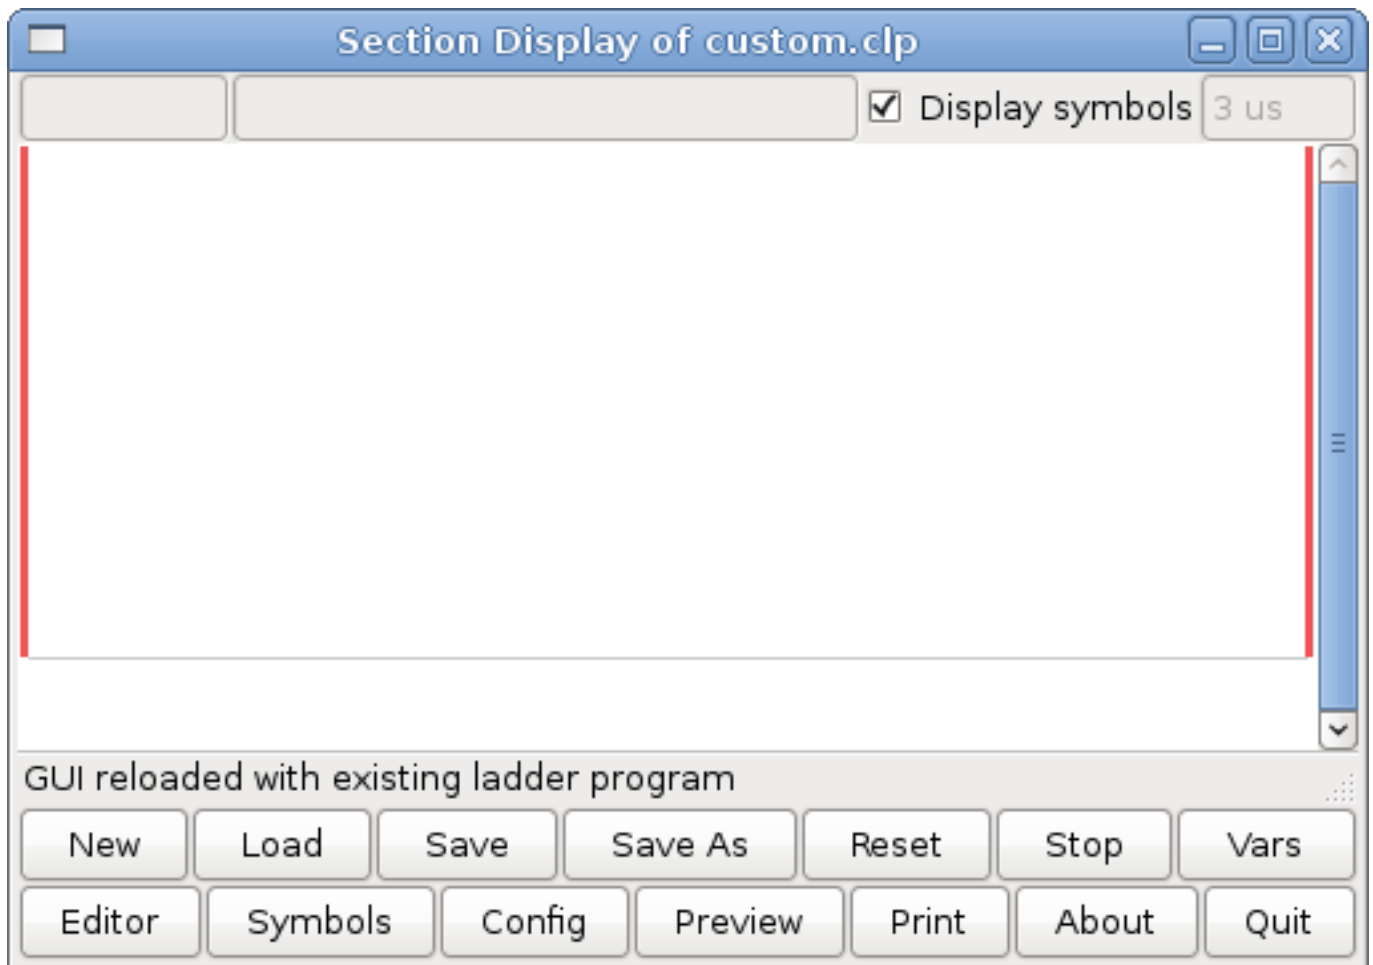 Section Display of custom.clp
Display symbols 3 us
GUI reloaded with existing ladder program
New Load Save Save As Reset Stop Vars
Editor Symbols Config Preview Print About Quit